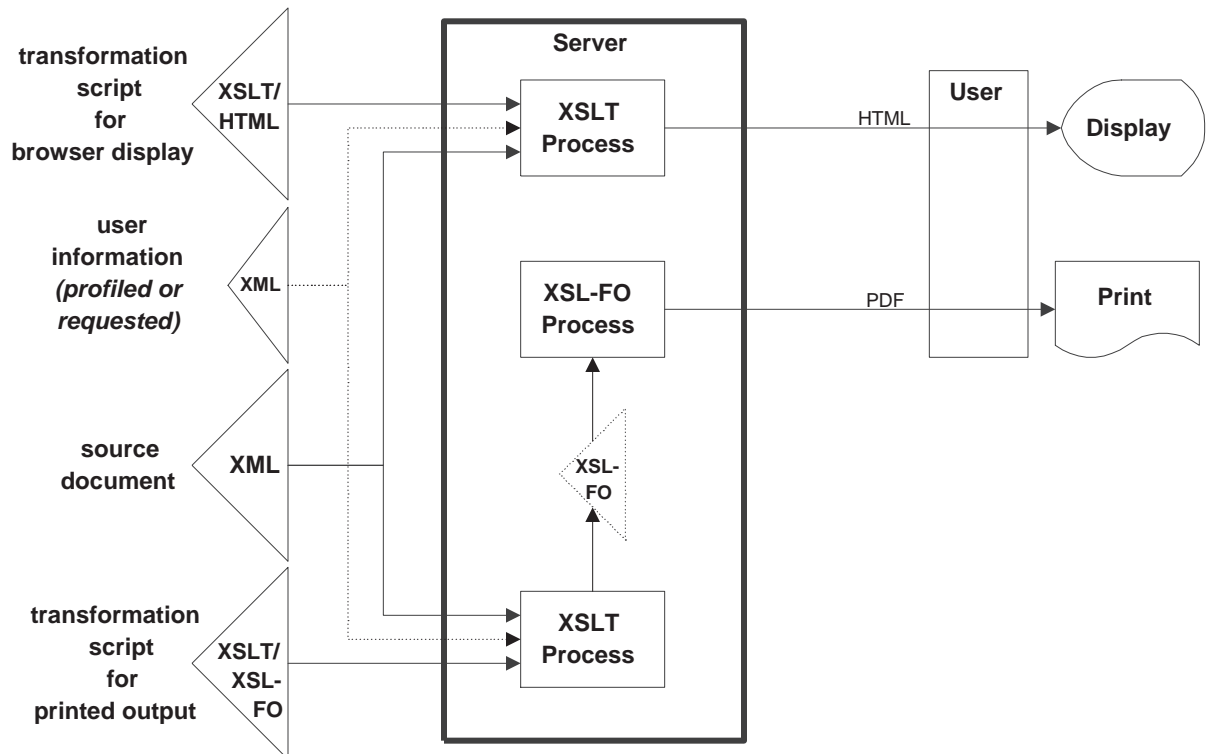 transformation
script
for
browser display
XSLT/
HTML
user
information
(profiled or
requested)
XML
source
document
XML
transformation
script
for
printed output
XSLT/
XSL-
FO
Server
XSLT
Process
XSL-FO
Process
XSL-
FO
XSLT
Process
HTML
PDF
User
Display
Print